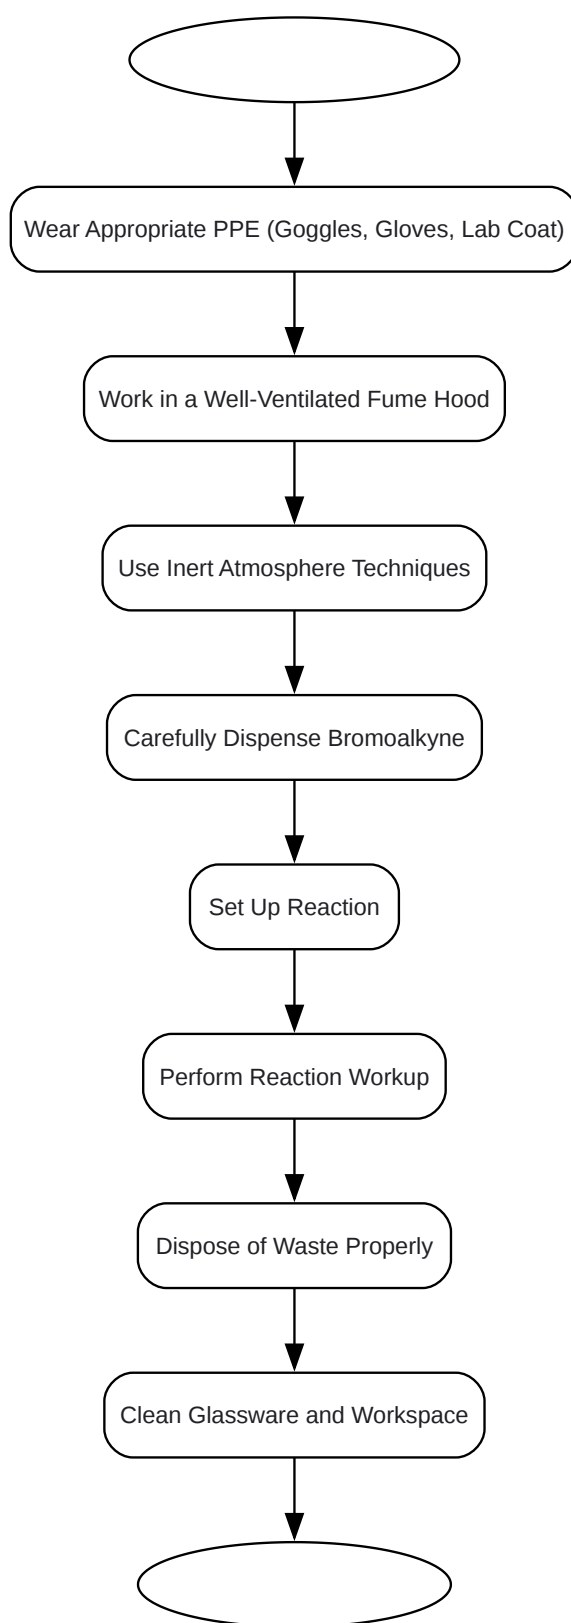 Wear Appropriate PPE (Goggles, Gloves, Lab Coat)
Work in a Well-Ventilated Fume Hood
Use Inert Atmosphere Techniques
Carefully Dispense Bromoalkyne
Set Up Reaction
Perform Reaction Workup
Dispose of Waste Properly
Clean Glassware and Workspace